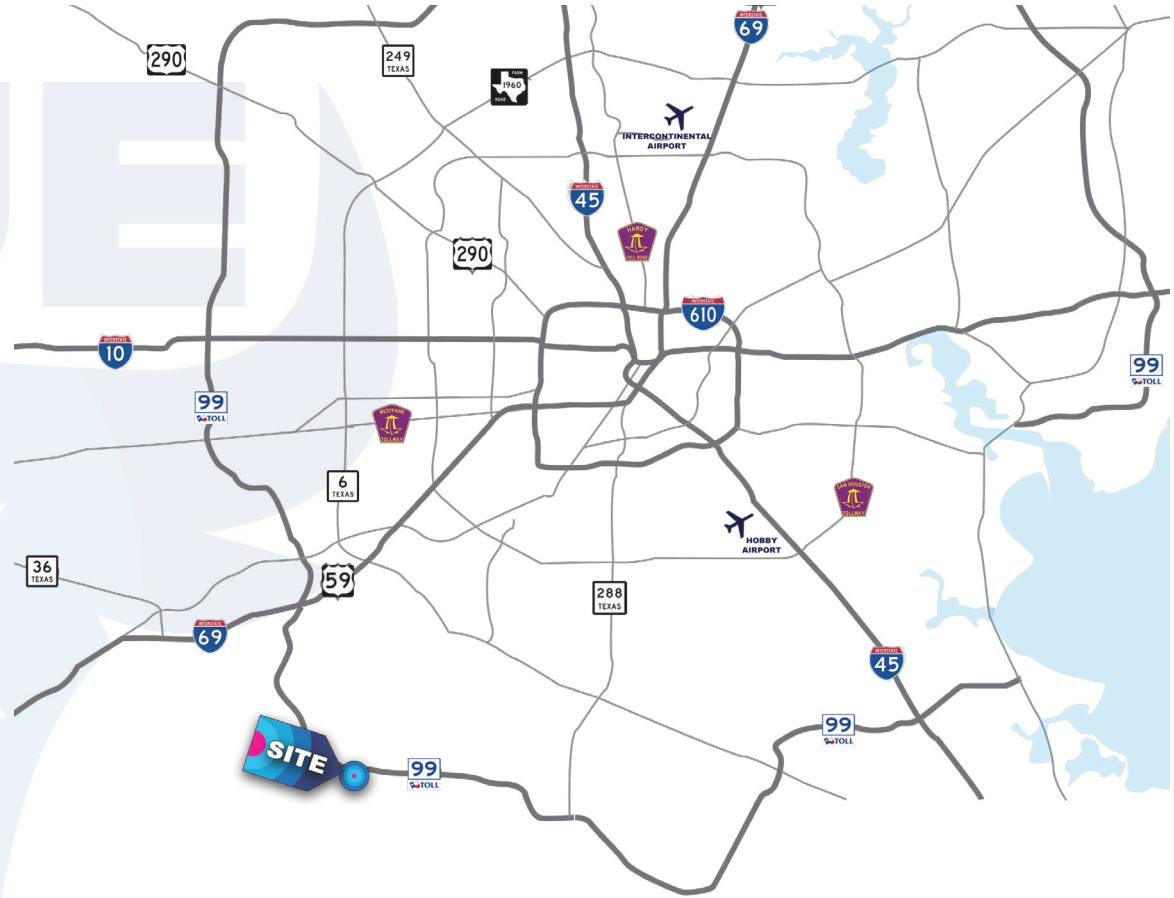 INTERSTATE
69
290
249
TEXAS
FARM
1960
ROAD
INTERCONTINENTAL
AIRPORT
INTERSTATE
45
HARDY
TOLL ROAD
290
INTERSTATE
610
INTERSTATE
10
99
TOLL
99
TOLL
WESTPARK
TOLLWAY
6
TEXAS
SAM HOUSTON
TOLLWAY
HOBBY
AIRPORT
36
TEXAS
59
288
TEXAS
INTERSTATE
69
INTERSTATE
45
99
TOLL
SITE
99
TOLL
UE